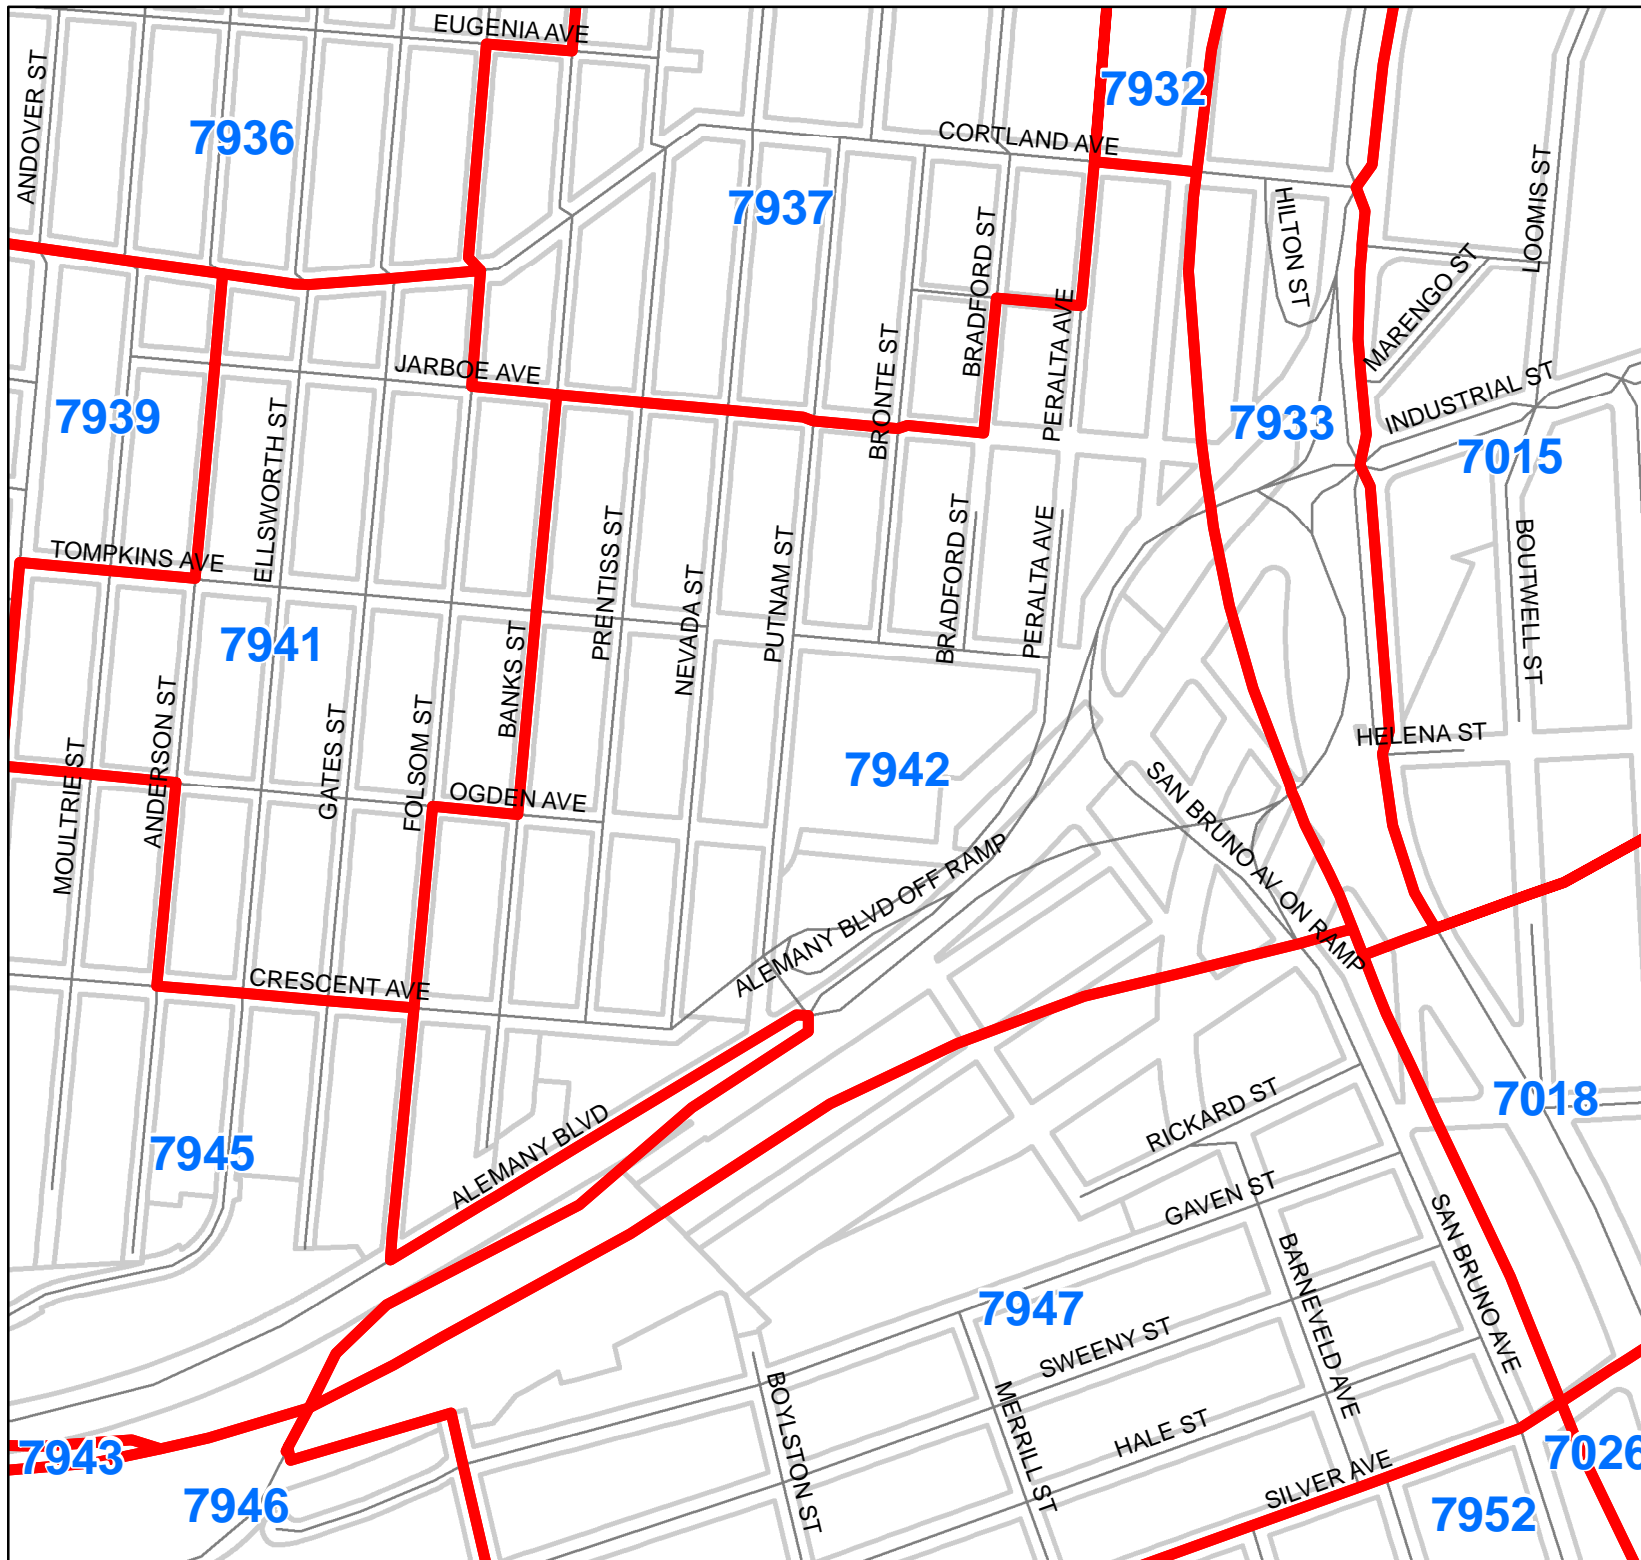 EUGENIA AVE
ANDOVER ST
7936
7932
CORTLAND AVE
7937
HILTON ST
LOOMIS ST
BRADFORD ST
MARENGO ST
PERALTA AVE
BRONTE ST
JARBOE AVE
INDUSTRIAL ST
7939
7933
7015
ELLSWORTH ST
TOMPKINS AVE
PRENTISS ST
NEVADA ST
PUTNAM ST
BRADFORD ST
PERALTA AVE
BOUTWELL ST
7941
BANKS ST
ANDERSON ST
GATES ST
FOLSOM ST
MOULTRIE ST
HELENA ST
7942
OGDEN AVE
SAN BRUNO AV ON RAMP
ALEMANY BLVD OFF RAMP
CRESCENT AVE
7018
RICKARD ST
ALEMANY BLVD
7945
GAVEN ST
SAN BRUNO AVE
BARNEVELD AVE
7947
SWEENY ST
BOYLSTON ST
MERRILL ST
HALE ST
7943
SILVER AVE
7026
7946
7952